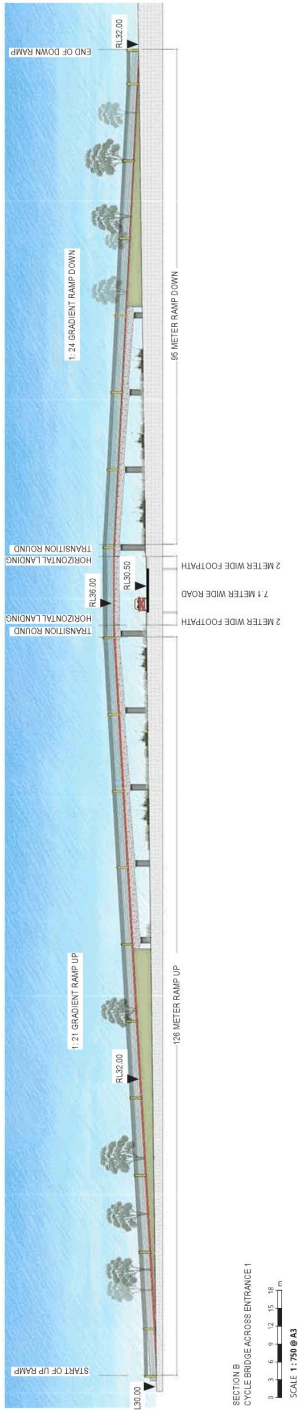 START OF UP RAMP
L30.00
1: 21 GRADIENT RAMP UP
RL32.00
126 METER RAMP UP
TRANSITION ROUND
HORIZONTAL LANDING
RL36.00
RL30.50
HORIZONTAL LANDING
TRANSITION ROUND
2 METER WIDE FOOTPATH
7.1 METER WIDE ROAD
2 METER WIDE FOOTPATH
1: 24 GRADIENT RAMP DOWN
95 METER RAMP DOWN
END OF DOWN RAMP
RL32.00
SECTION B
CYCLE BRIDGE ACROSS ENTRANCE 1
0 3 6 9 12 15 18 m
SCALE 1: 750 @ A3